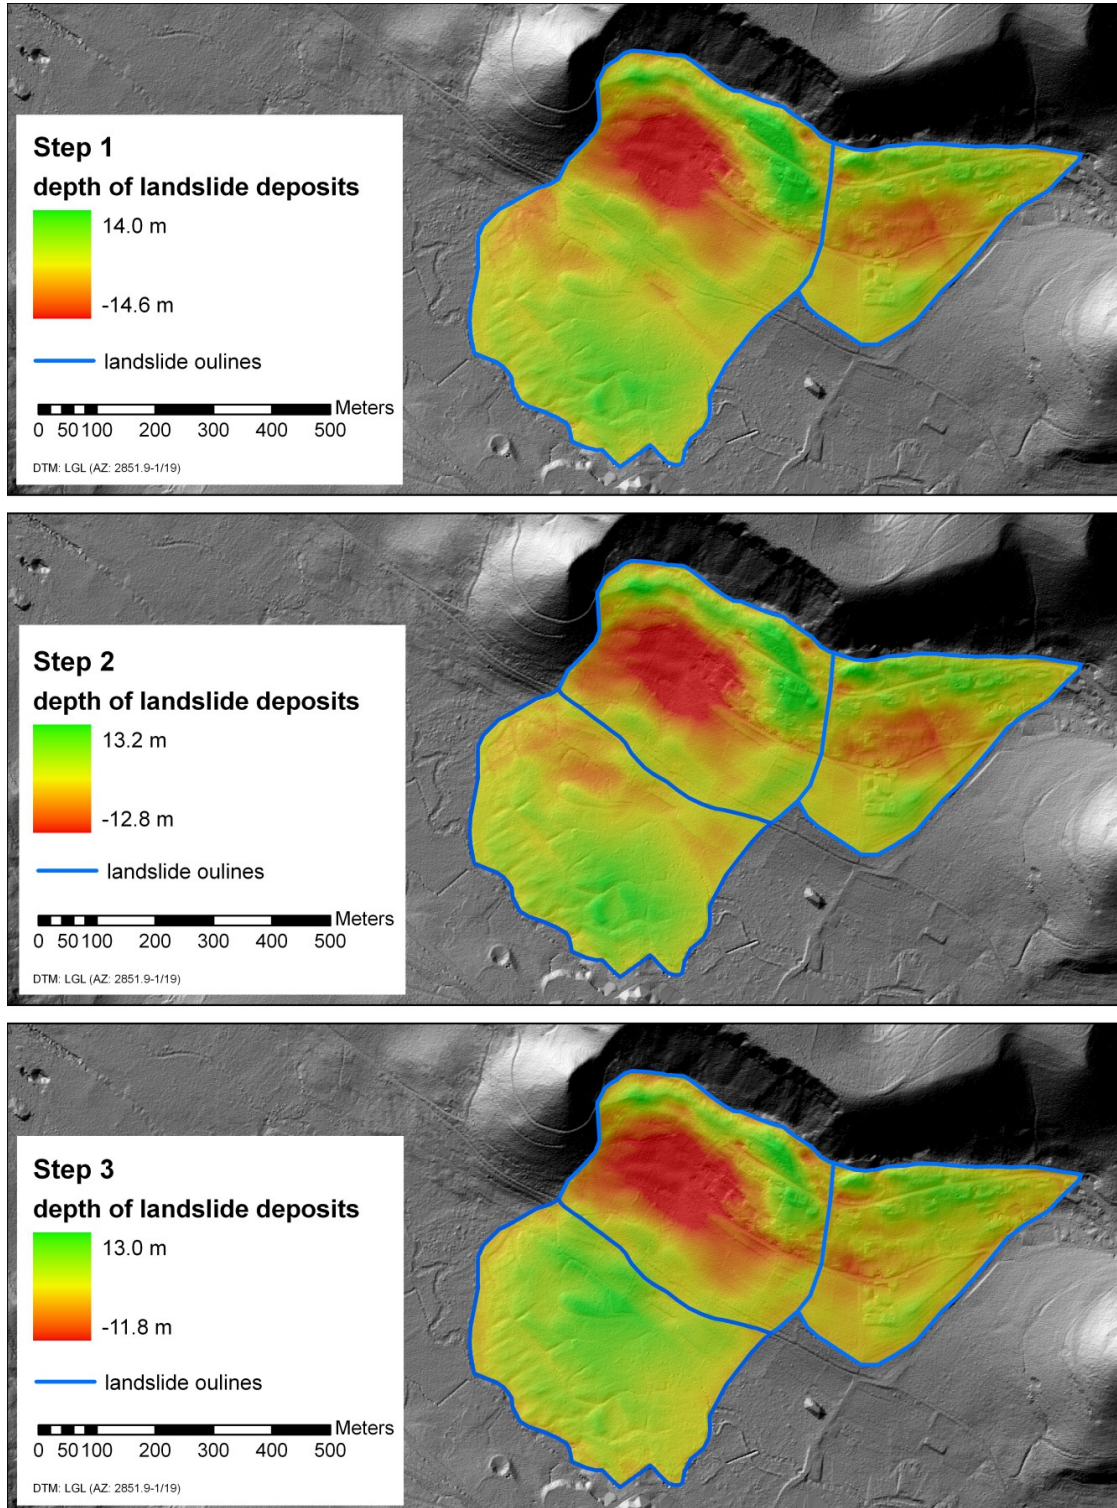 Step 1
depth of landslide deposits
14.0 m
-14.6 m
landslide oulines
Meters
0 50 100 200 300 400 500
DTM: LGL (AZ: 2851.9-1/19)
Step 2
depth of landslide deposits
13.2 m
-12.8 m
landslide oulines
Meters
0 50 100 200 300 400 500
DTM: LGL (AZ: 2851.9-1/19)
Step 3
depth of landslide deposits
13.0 m
-11.8 m
landslide oulines
Meters
0 50 100 200 300 400 500
DTM: LGL (AZ: 2851.9-1/19)